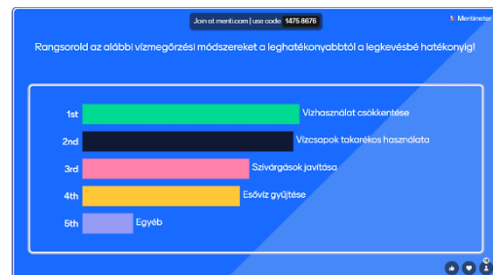 Join at menti.com | use code 1475 8676
Mentimeter
Rangsorold az alábbi vízmegőrzési módszereket a leghatékonyabbtól a legkevésbé hatékonyig!
1st Vízhasználat csökkentése
2nd Vízcsapok takarékos használata
3rd Szivárgások javítása
4th Esővíz gyűjtése
5th Egyéb